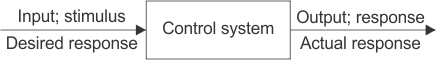 Input; stimulus
Desired response
Control system
Output; response
Actual response